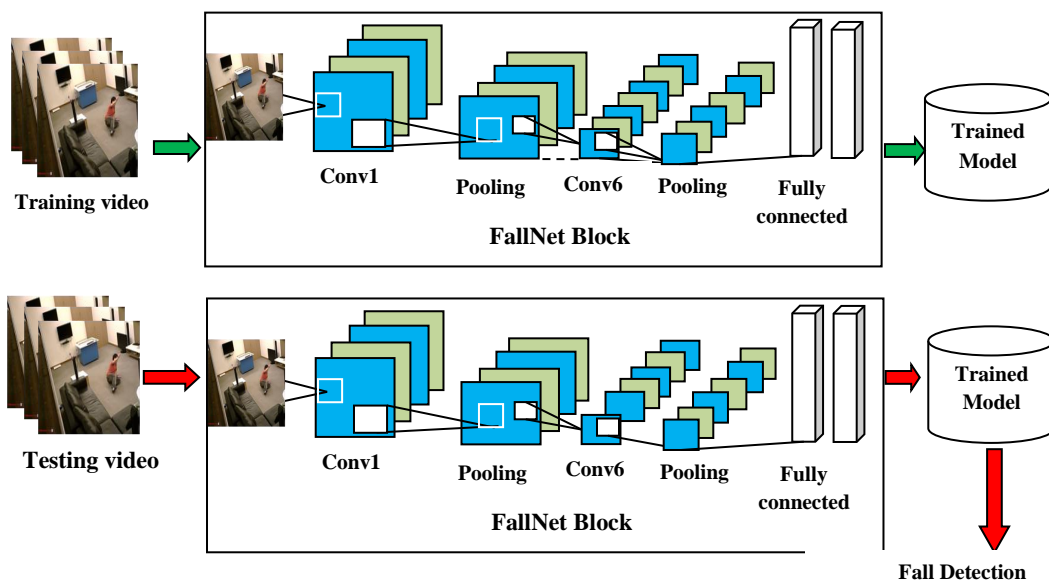 Training video
Conv1
Pooling
Conv6
Pooling
Fully
connected
FallNet Block
Trained
Model
Testing video
Conv1
Pooling
Conv6
Pooling
Fully
connected
FallNet Block
Trained
Model
Fall Detection